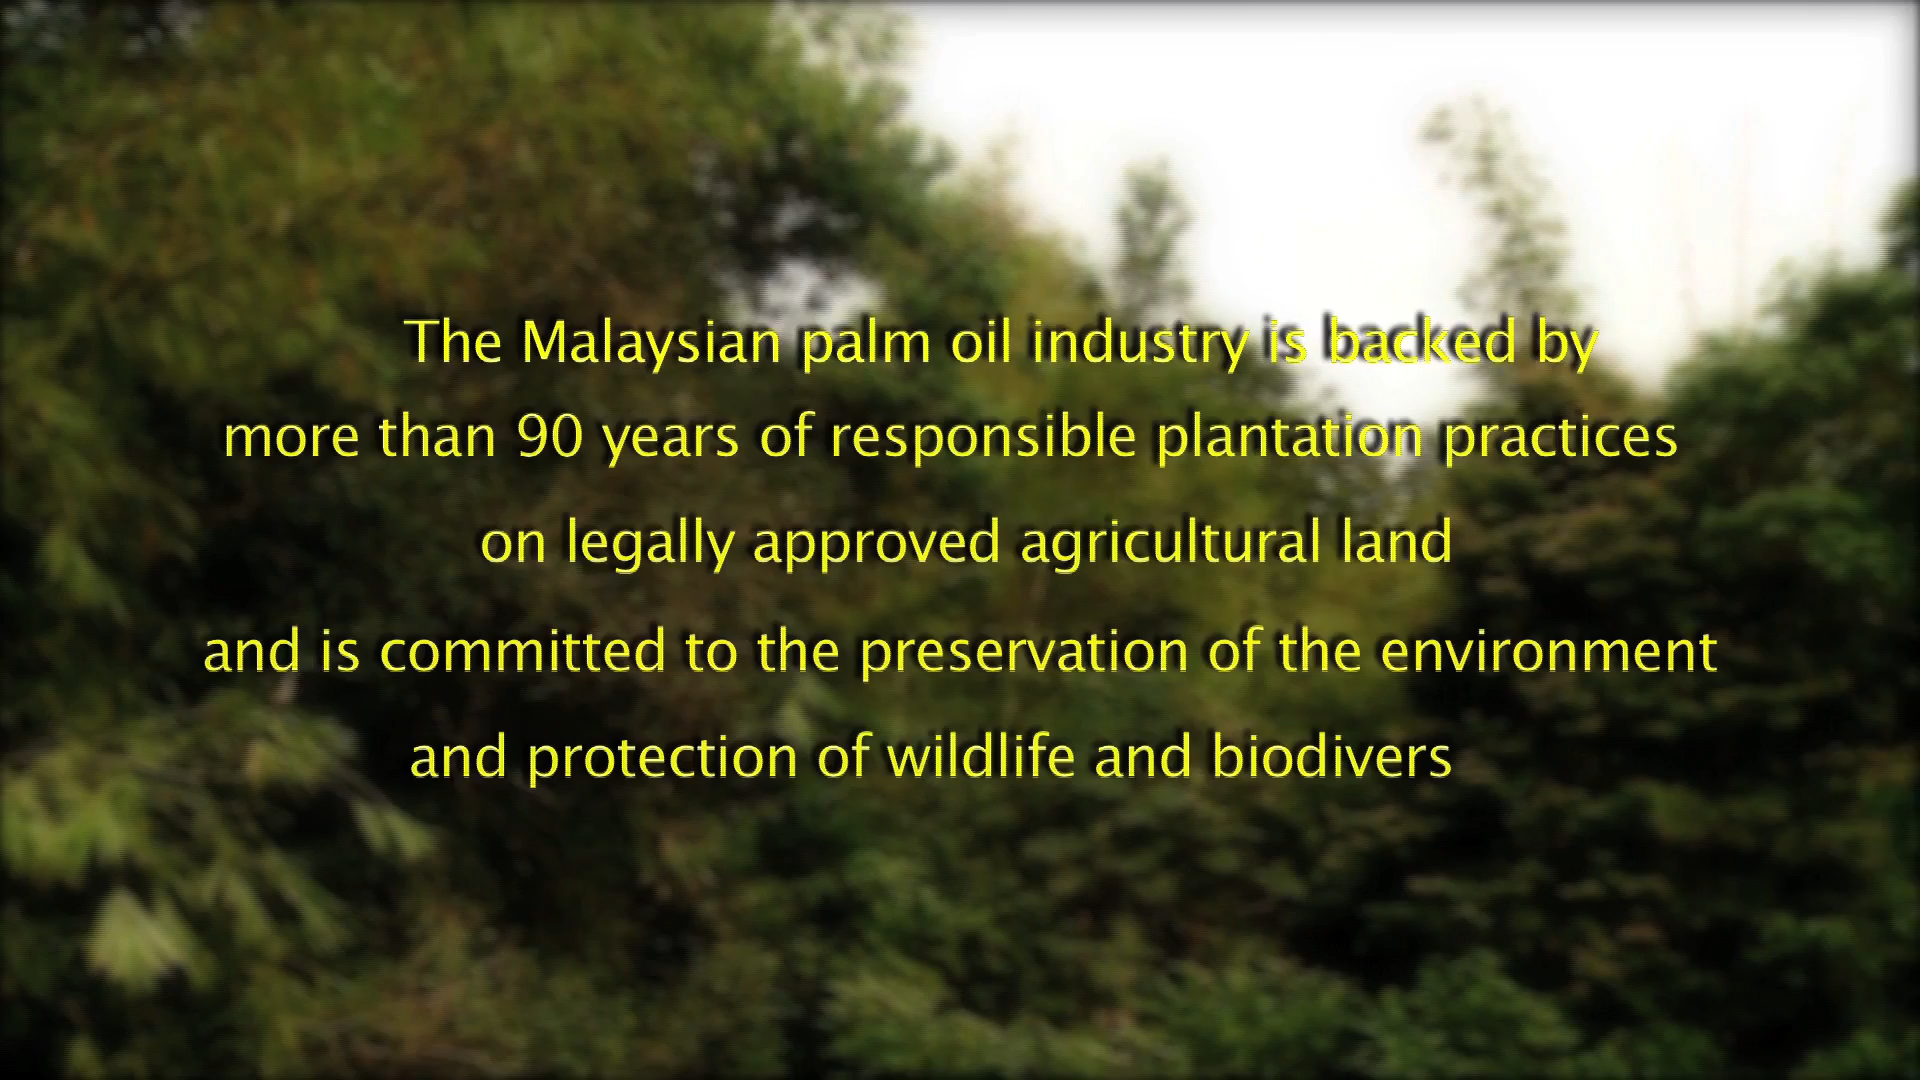 The Malaysian palm oil industry is backed by
more than 90 years of responsible plantation practices
on legally approved agricultural land
and is committed to the preservation of the environment
and protection of wildlife and biodivers